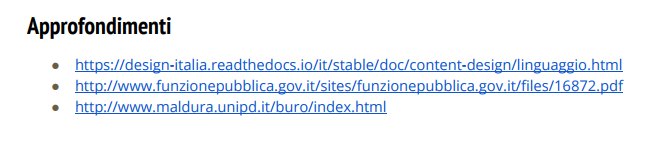 Approfondimenti
https://design-italia.readthedocs.io/it/stable/doc/content-design/linguaggio.html
http://www.funzionepubblica.gov.it/sites/funzionepubblica.gov.it/files/16872.pdf
http://www.maldura.unipd.it/buro/index.html